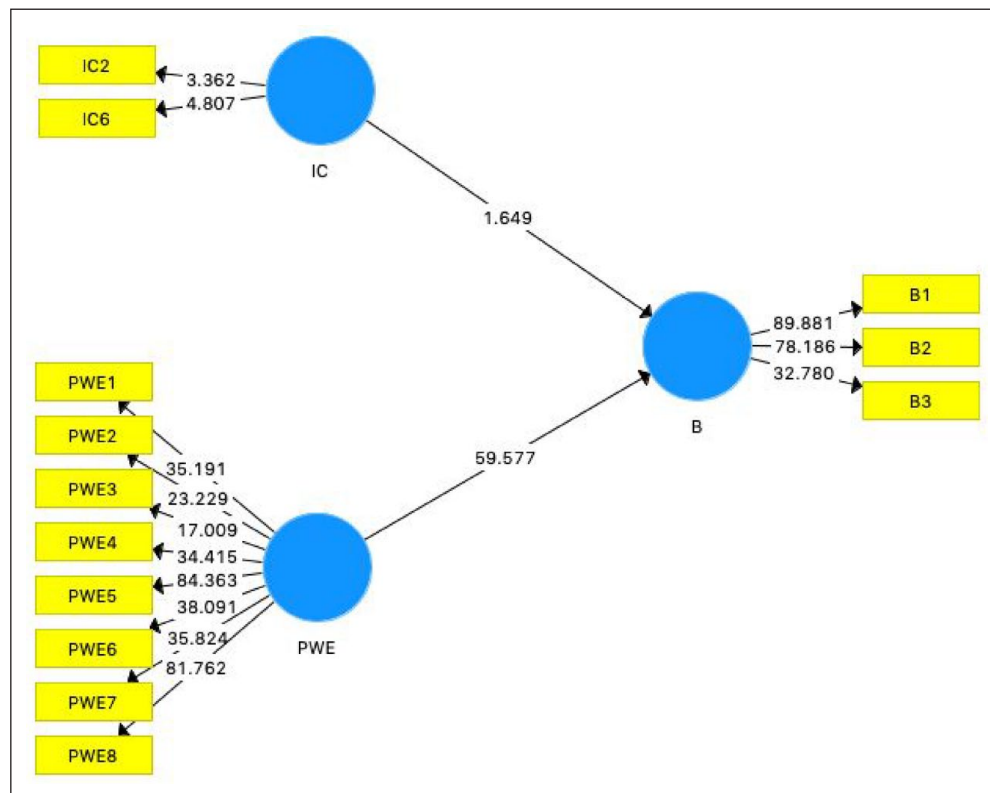 IC2
IC6
3.362
4.807
IC
1.649
B1
B2
B3
89.881
78.186
32.780
B
PWE1
PWE2
PWE3
PWE4
PWE5
PWE6
PWE7
PWE8
35.191
23.229
17.009
34.415
84.363
38.091
35.824
81.762
PWE
59.577